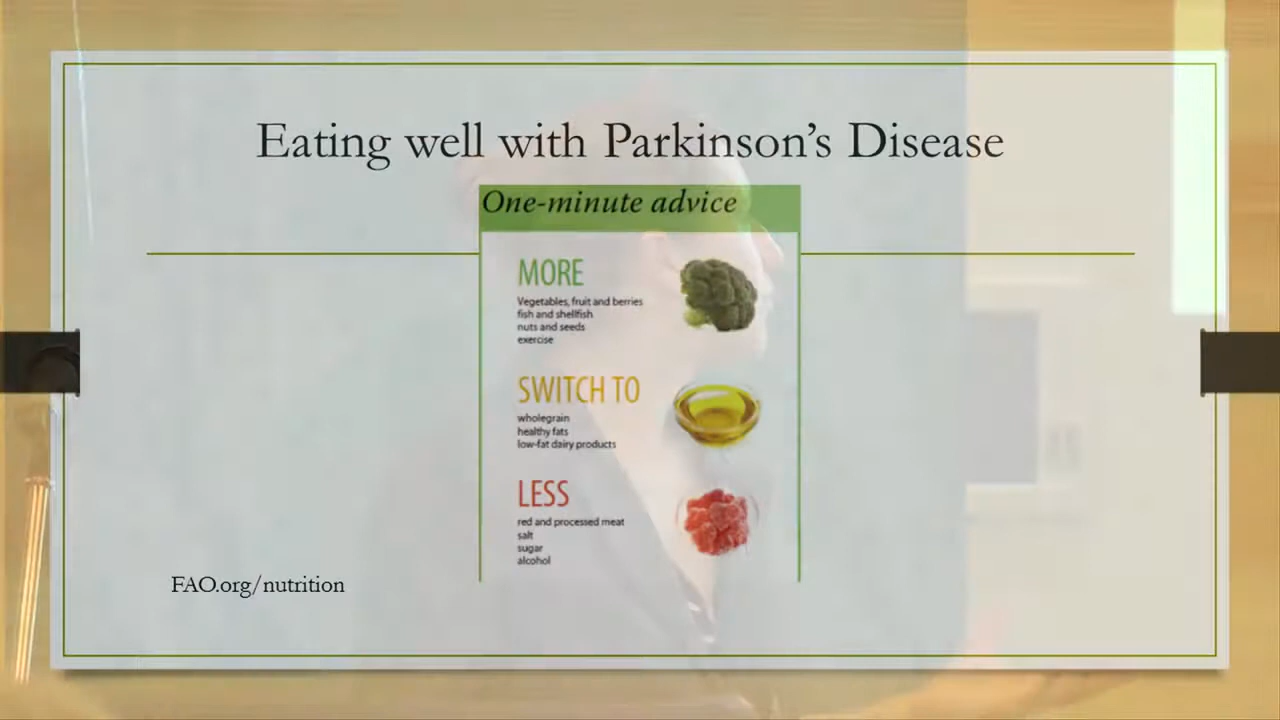 Eating well with Parkinson's Disease
One-minute advice
MORE
Vegetables, fruit and berries
fish and shellfish
nuts and seeds
exercise
SWITCH TO
wholegrain
healthy fats
low-fat dairy products
LESS
red and processed meat
salt
sugar
alcohol
FAO.org/nutrition